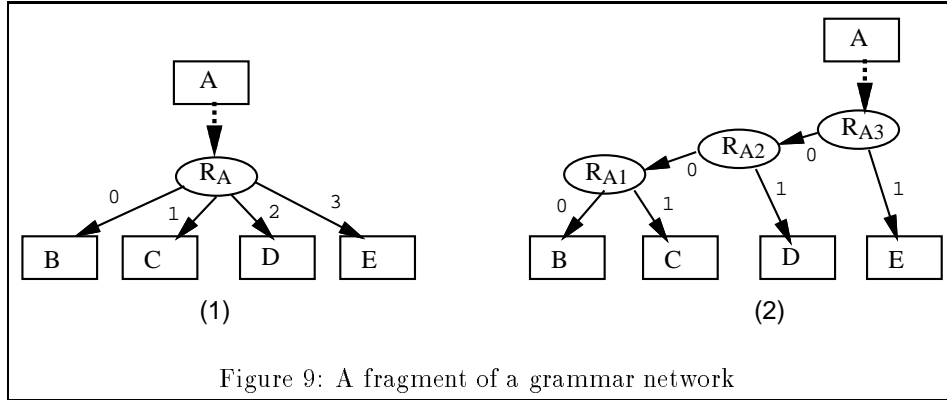 A
R_A
0
1
2
3
B
C
D
E
(1)
A
R_A3
0
1
R_A2
0
1
R_A1
0
1
B
C
D
E
(2)
Figure 9: A fragment of a grammar network